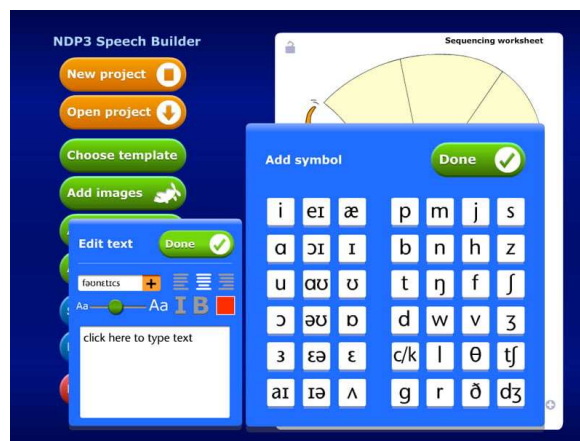 NDP3 Speech Builder
New project
Open project
Choose template
Add images
Sequencing worksheet
Edit text
Done
fəʊnɛtɪcs
+
Aa
Aa
I
B
click here to type text
Add symbol
Done
i eɪ æ p m j s
ɑ ɔɪ ɪ b n h z
u ɑʊ ʊ t ŋ f ʃ
ɔ əʊ ɒ d w v ʒ
ɜ ɛə ɛ c/k l θ tʃ
aɪ ɪə ʌ g r ð dʒ